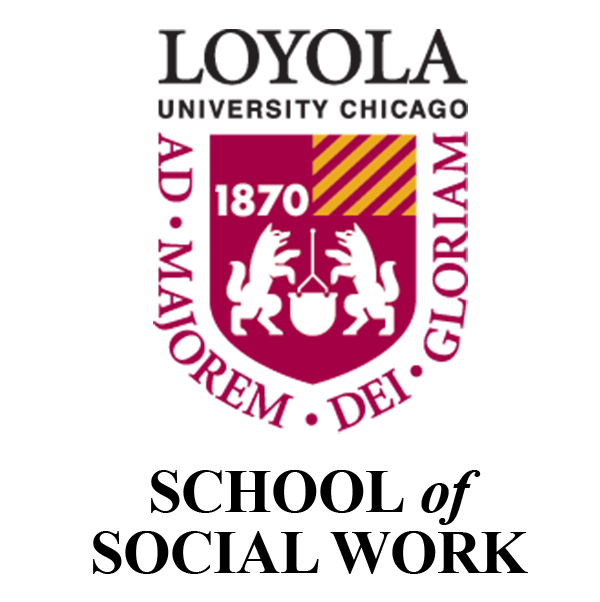 LOYOLA
UNIVERSITY CHICAGO
AD • MAJOREM • DEI • GLORIAM
1870
SCHOOL of
SOCIAL WORK